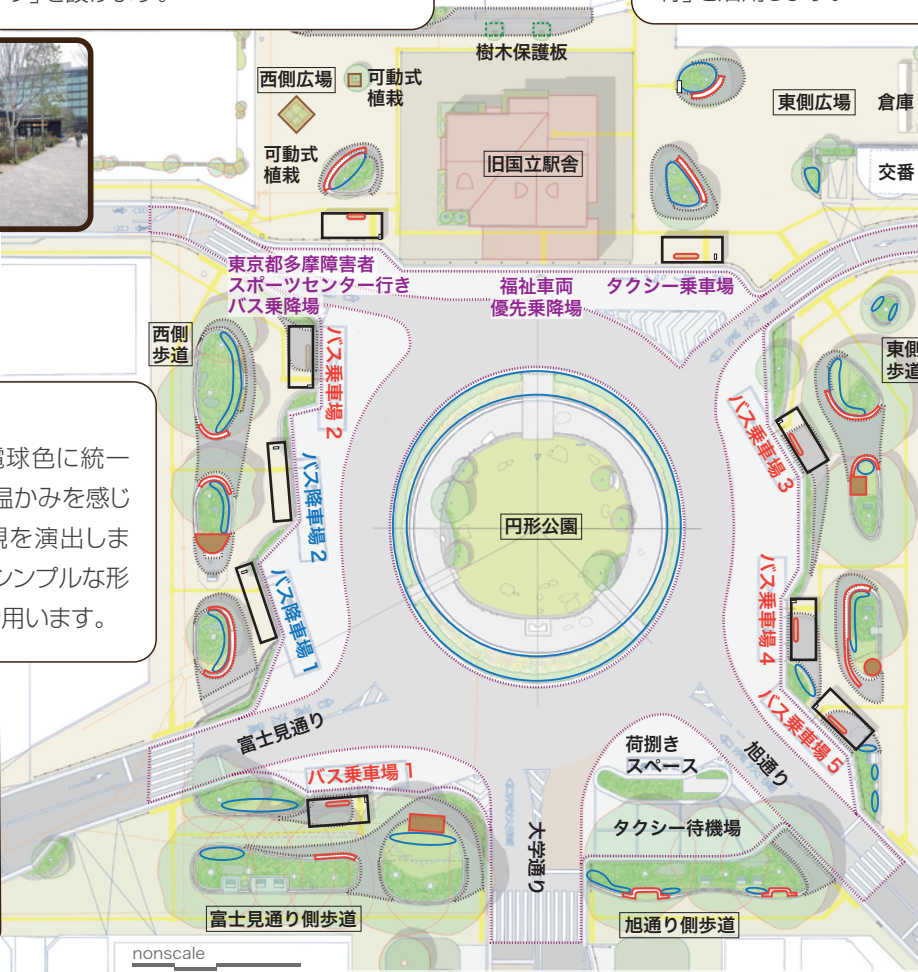 」を設けます。
樹木保護板
西側広場
可動式
植栽
可動式
植栽
旧国立駅舎
東側広場
倉庫
交番
東京都多摩障害者
スポーツセンター行き
バス乗降場
福祉車両
優先乗降場
タクシー乗車場
西側
歩道
バス乗車場 2
バス降車場 2
バス降車場 1
東側
歩道
バス乗車場 3
バス乗車場 4
バス乗車場 5
電球色に統一
温かみを感じ
観を演出しま
シンプルな形
用います。
円形公園
富士見通り
バス乗車場 1
荷捌き
スペース
旭通り
タクシー待機場
大学通り
富士見通り側歩道
旭通り側歩道
nonscale